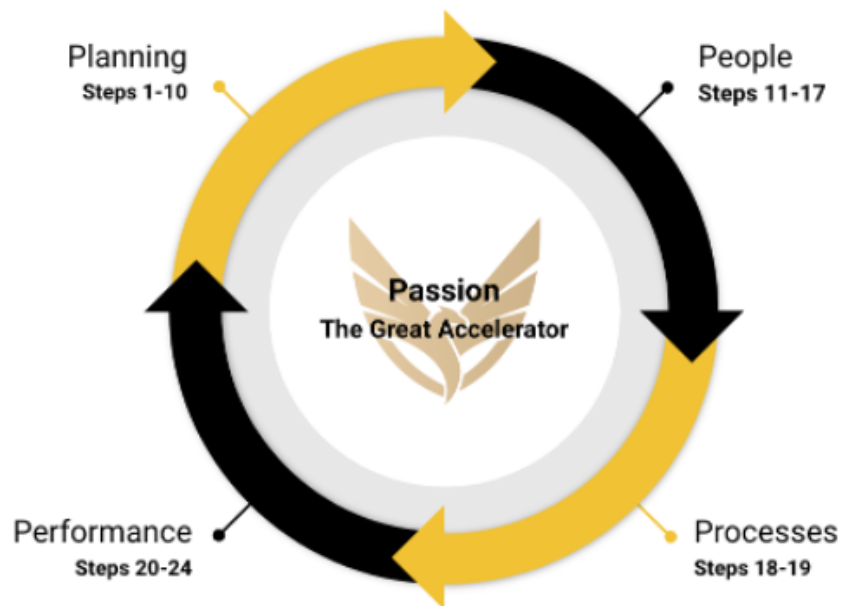 Planning
Steps 1-10
People
Steps 11-17
Passion
The Great Accelerator
Performance
Steps 20-24
Processes
Steps 18-19